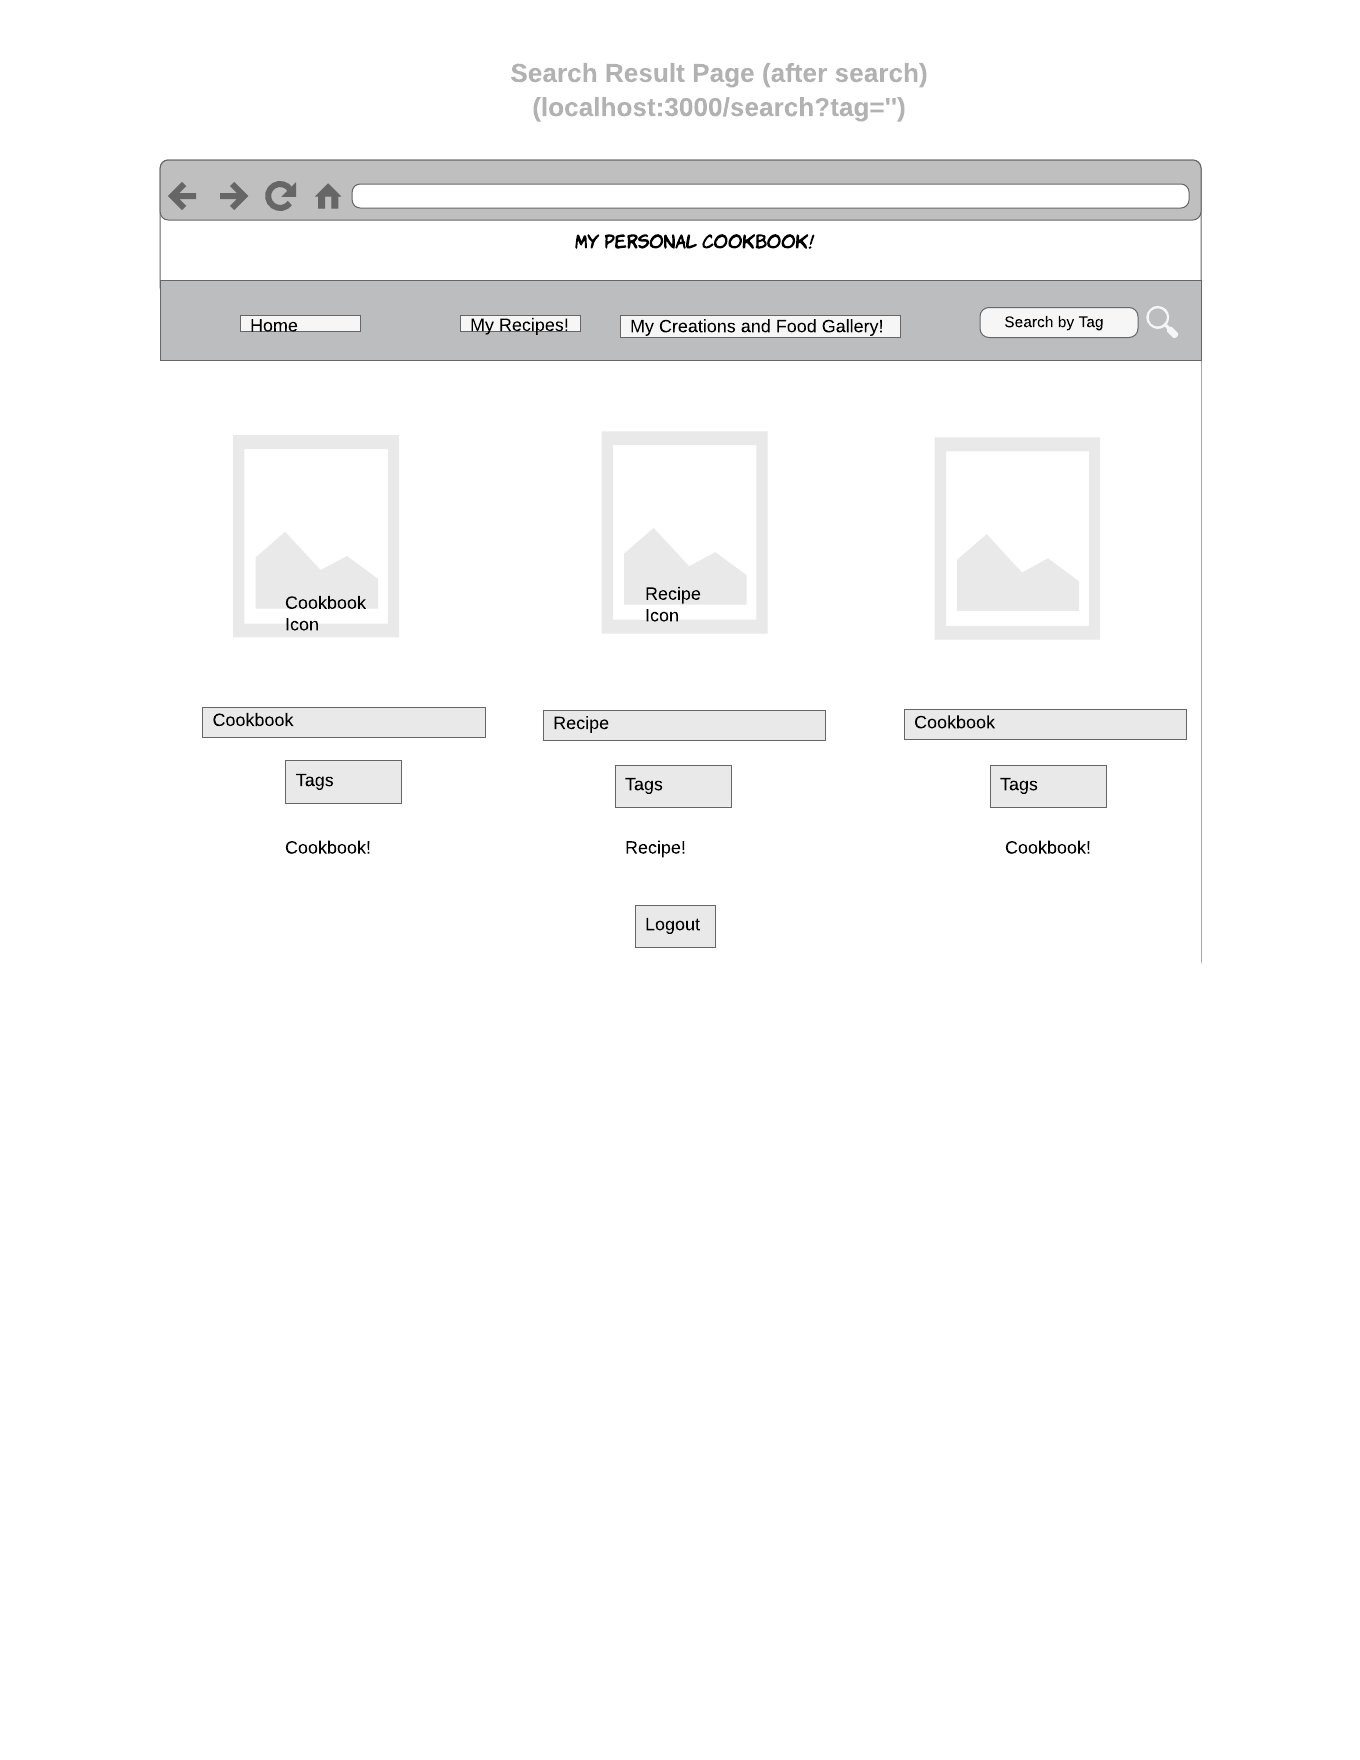 Search Result Page (after search)
(localhost:3000/search?tag='')
MY PERSONAL COOKBOOK!
Home
My Recipes!
My Creations and Food Gallery!
Search by Tag
Cookbook
Icon
Recipe
Icon
Cookbook
Recipe
Cookbook
Tags
Tags
Tags
Cookbook!
Recipe!
Cookbook!
Logout